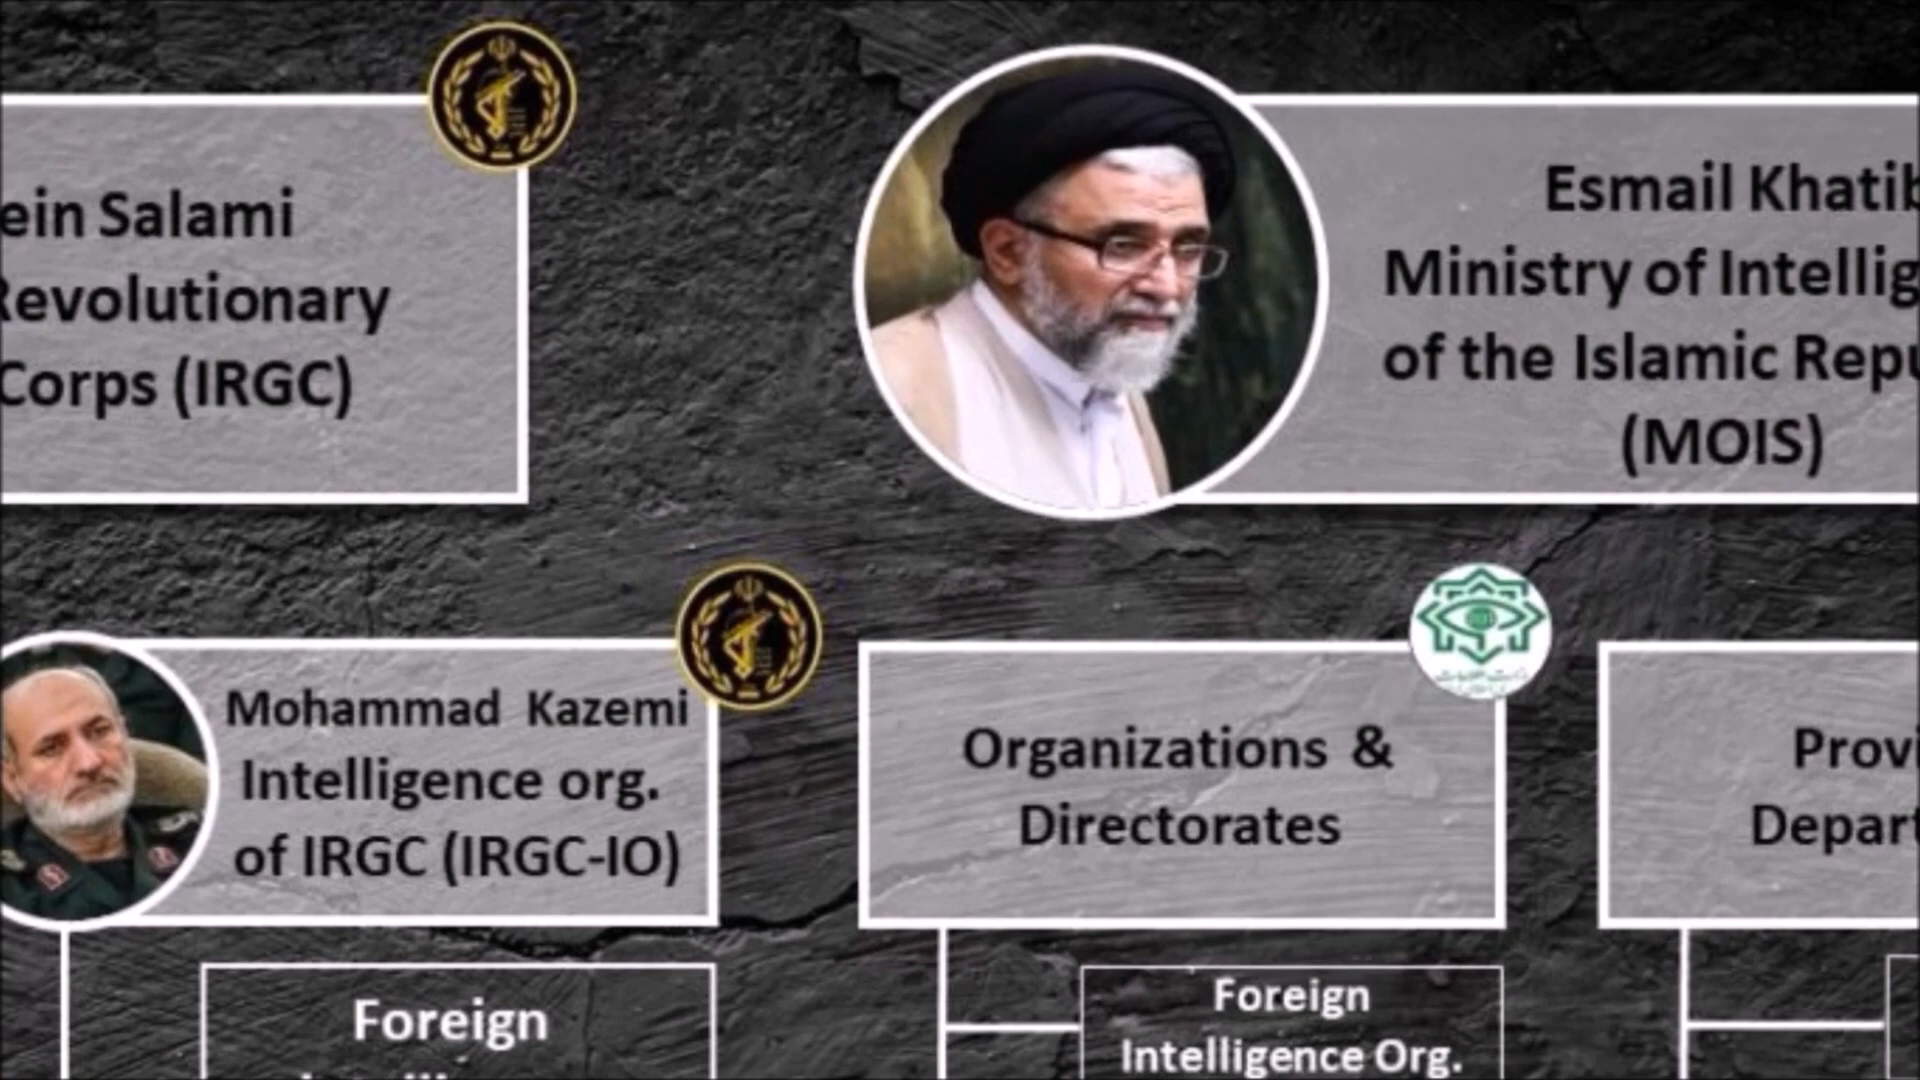 ein Salami
Revolutionary
Corps (IRGC)
Esmail Khatib
Ministry of Intellig
of the Islamic Repu
(MOIS)
Mohammad Kazemi
Intelligence org.
of IRGC (IRGC-IO)
Organizations &
Directorates
Provi
Depart
Foreign
Foreign
Intelligence Org.